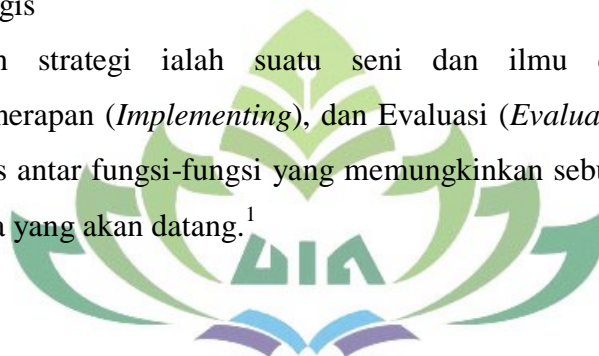 gis
n strategi ialah suatu seni dan ilmu
nerapan (Implementing), dan Evaluasi (Evalua
s antar fungsi-fungsi yang memungkinkan sebu
a yang akan datang.1
UIN